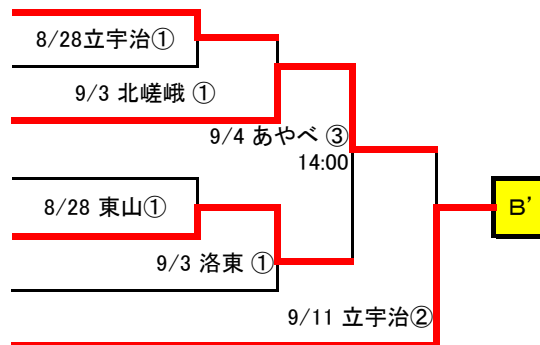 8/28立宇治①
9/3 北嵯峨 ①
9/4 あやべ ③
14:00
8/28 東山①
B’
9/3 洛東 ①
9/11 立宇治②